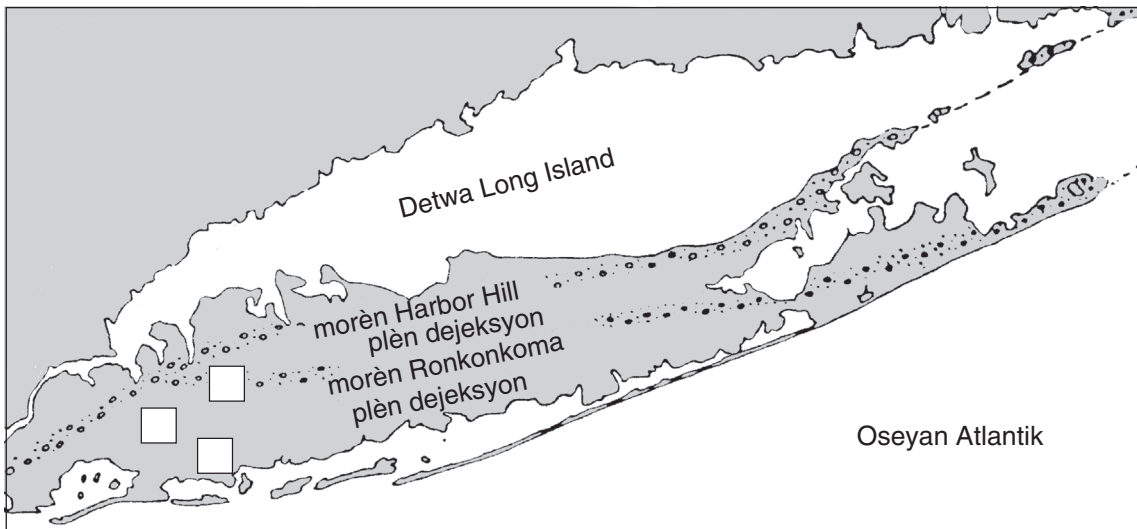 Detwa Long Island
morèn Harbor Hill
plèn dejeksyon
morèn Ronkonkoma
plèn dejeksyon
Oseyan Atlantik